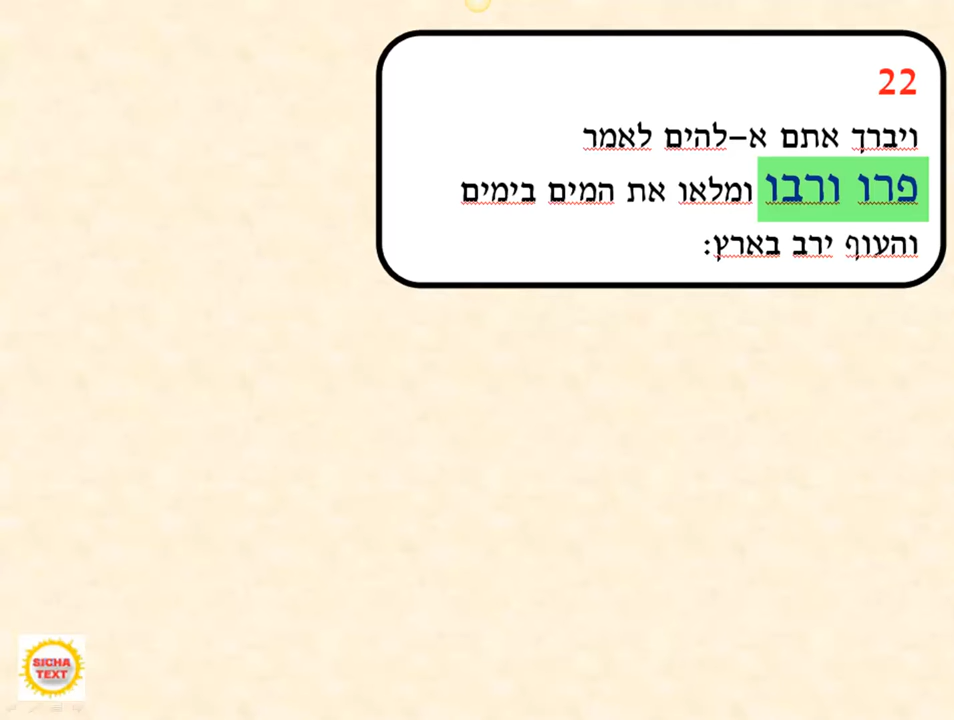 22
ויברך אתם א–להים לאמר
פרו ורבו ומלאו את המים בימים
והעוף ירב בארץ:
SICHA
TEXT